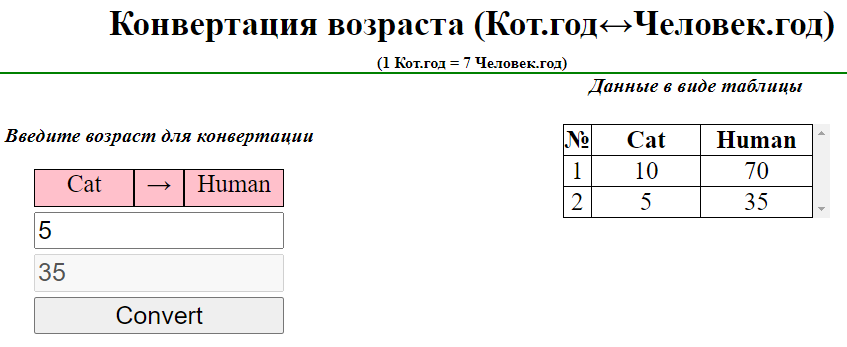 Конвертация возраста (Кот.год↔Человек.год)
(1 Кот.год = 7 Человек.год)
Данные в виде таблицы
Введите возраст для конвертации
Cat → Human
5
35
Convert
№ Cat Human
1 10 70
2 5 35